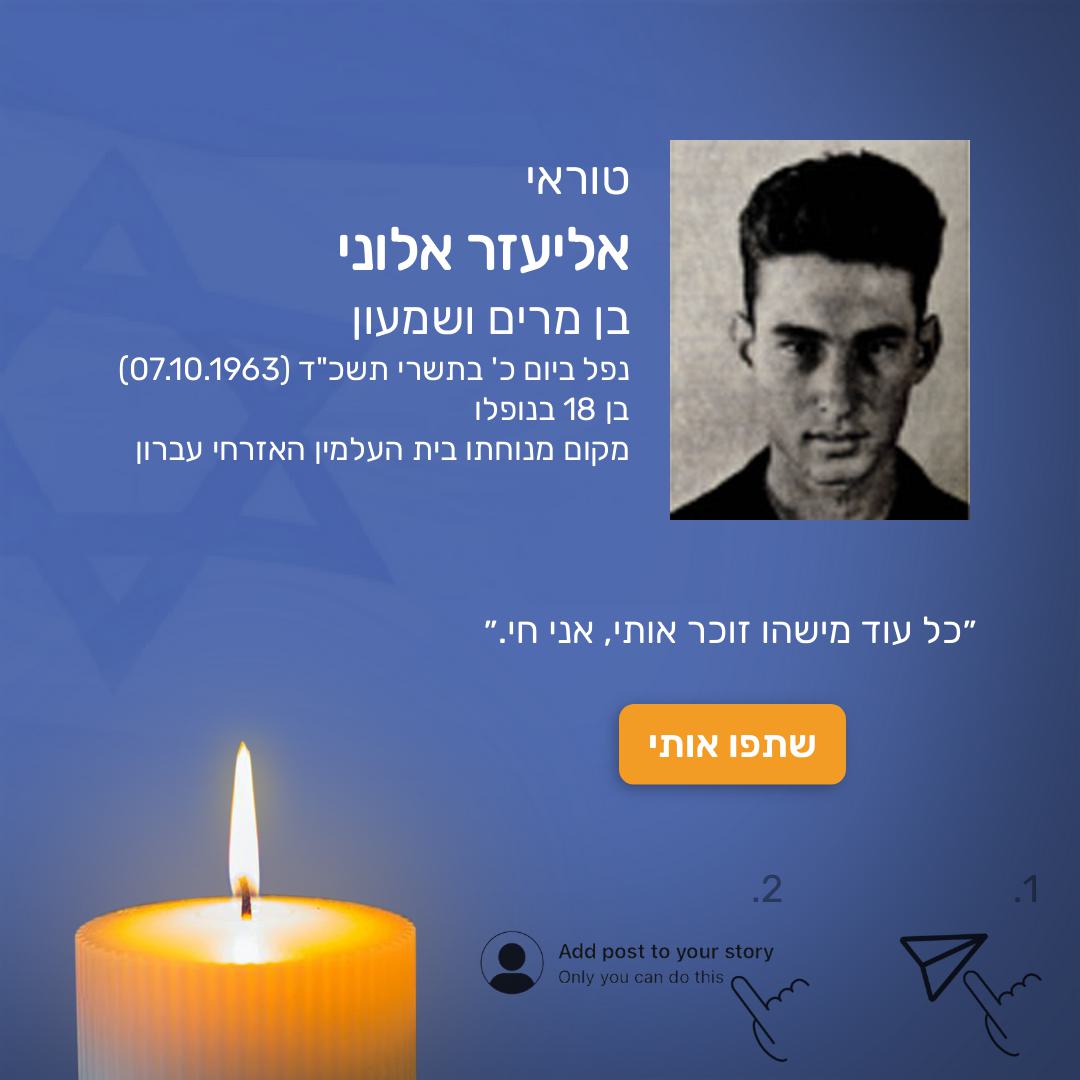 טוראי
אליעזר אלוני
בן מרים ושמעון
נפל ביום כ' בתשרי תשכ"ד (07.10.1963)
בן 18 בנופלו
מקום מנוחתו בית העלמין האזרחי עברון
״כל עוד מישהו זוכר אותי, אני חי.״
שתפו אותי
1.
2.
Add post to your story
Only you can do this